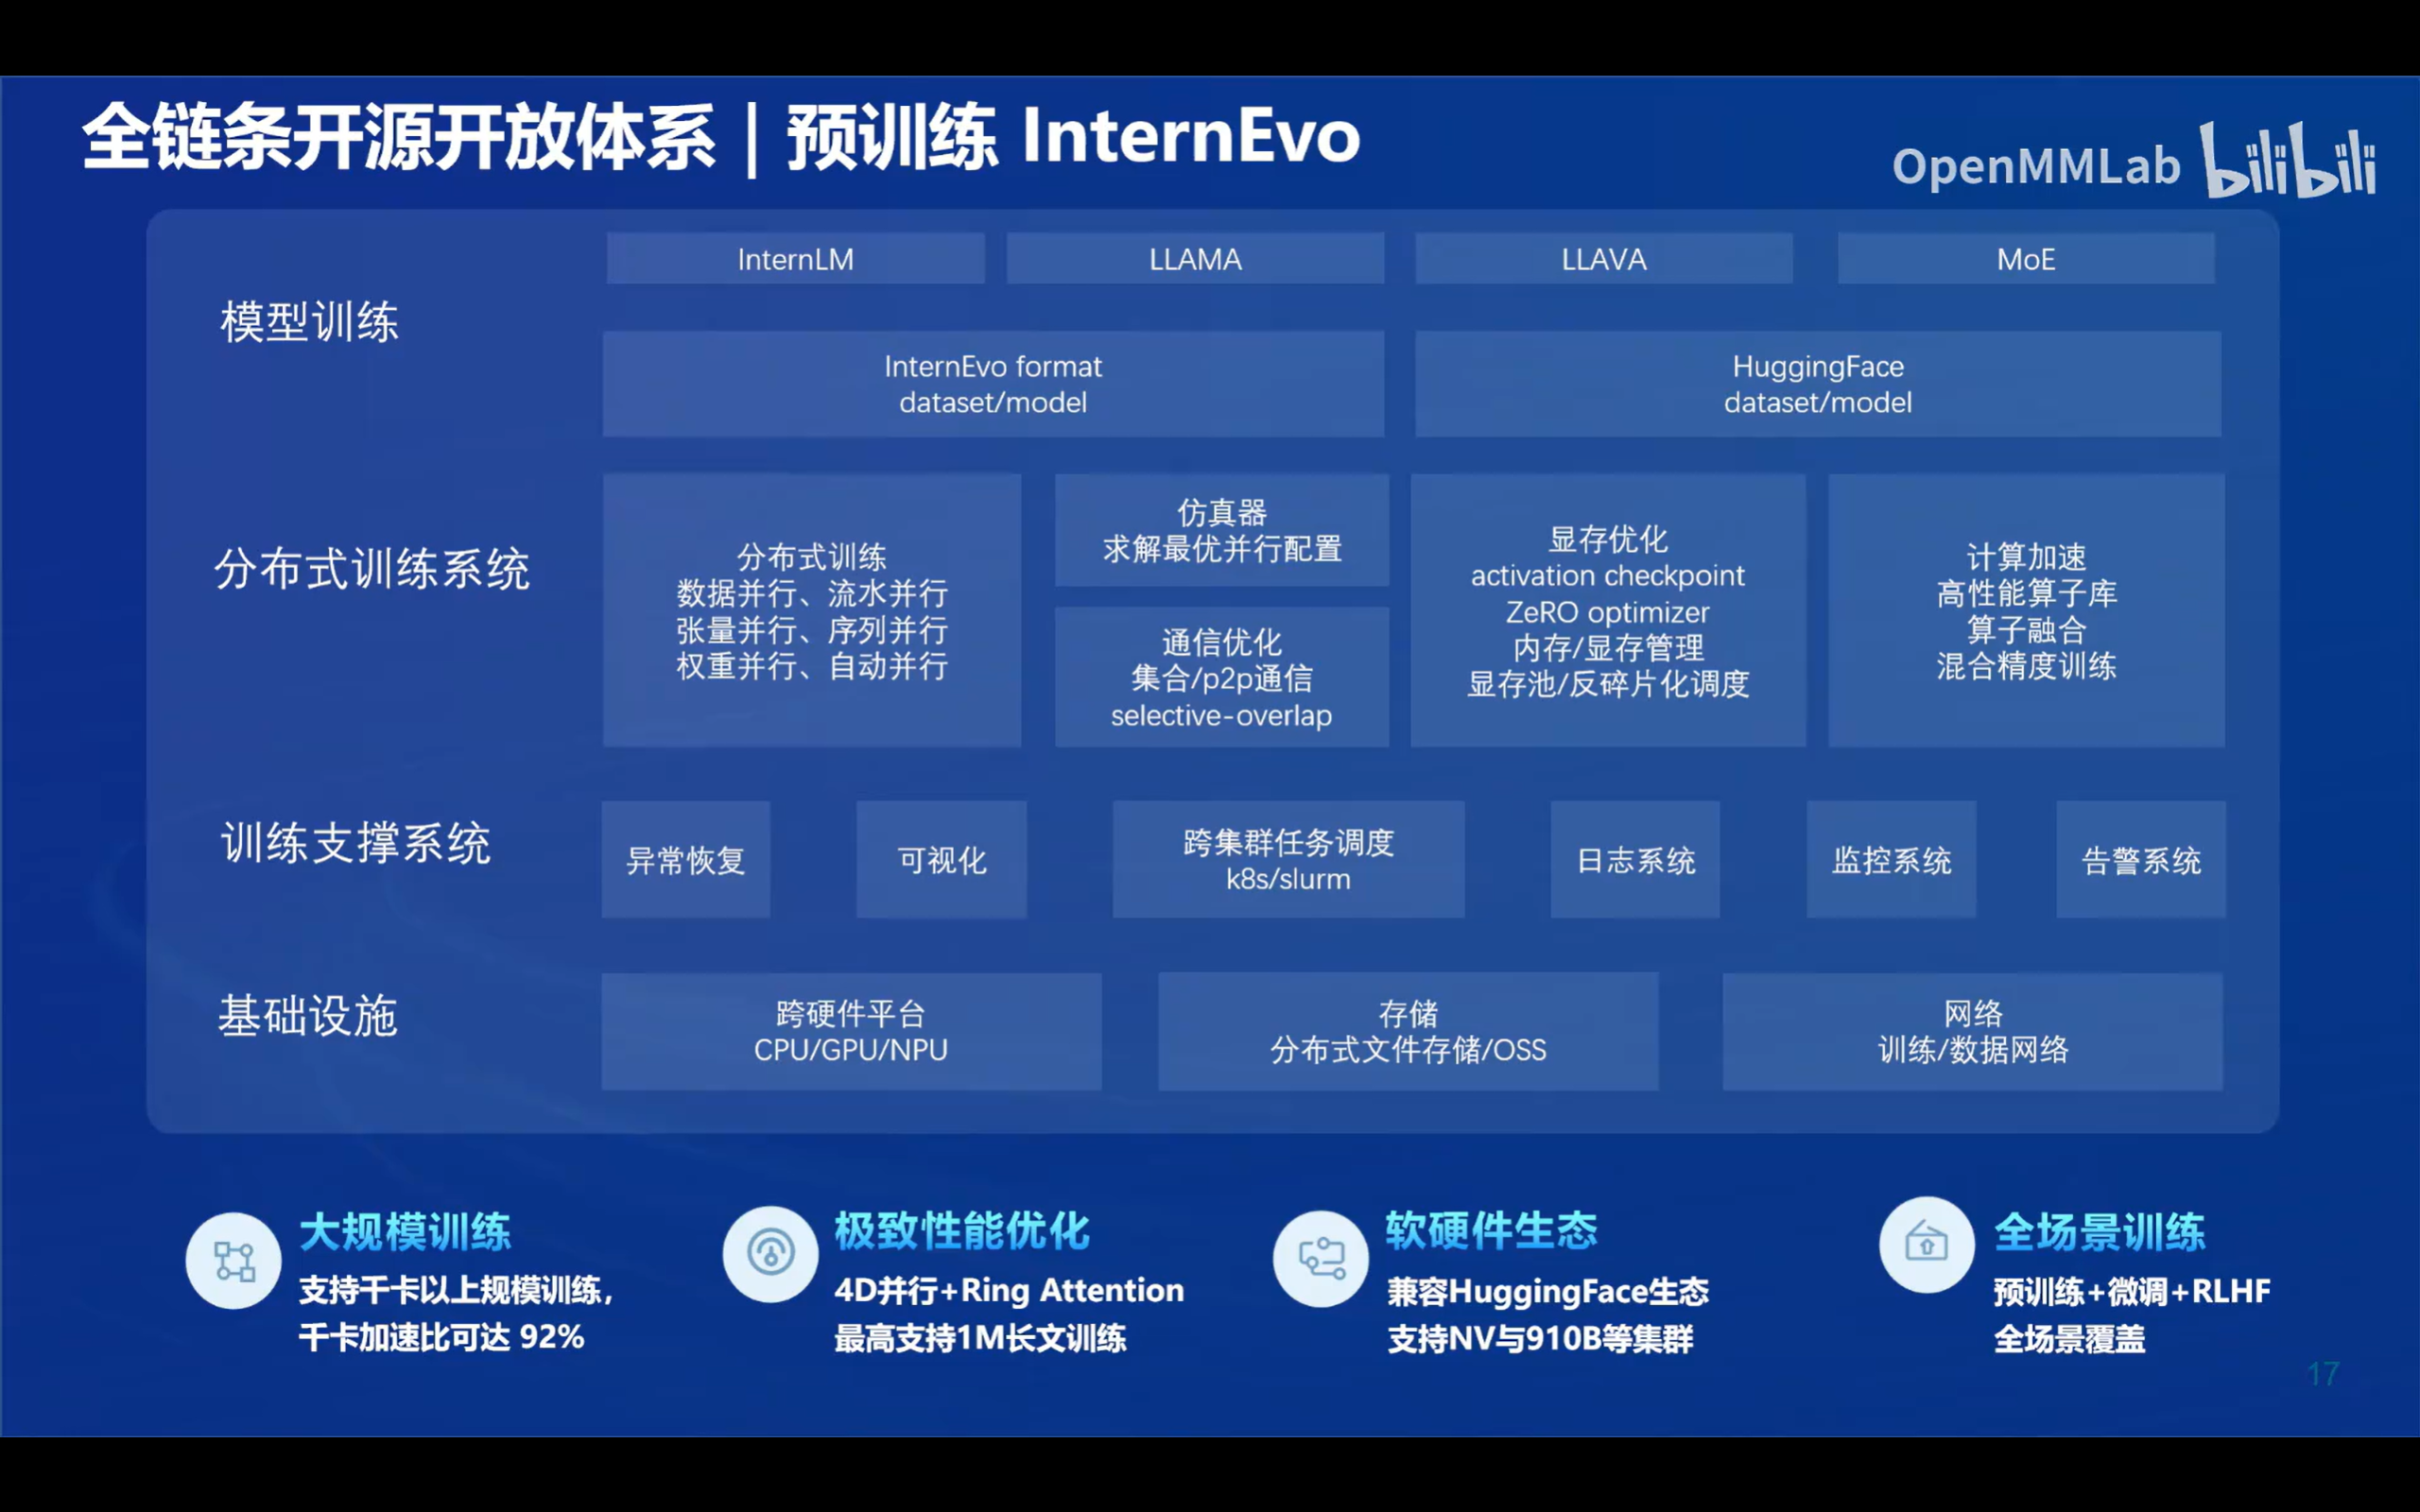 全链条开源开放体系｜预训练 InternEvo
OpenMMLab bilibili
模型训练
InternLM
LLAMA
LLAVA
MoE
InternEvo format
dataset/model
HuggingFace
dataset/model
分布式训练系统
分布式训练
数据并行、流水并行
张量并行、序列并行
权重并行、自动并行
仿真器
求解最优并行配置
通信优化
集合/p2p通信
selective-overlap
显存优化
activation checkpoint
ZeRO optimizer
内存/显存管理
显存池/反碎片化调度
计算加速
高性能算子库
算子融合
混合精度训练
训练支撑系统
异常恢复
可视化
跨集群任务调度
k8s/slurm
日志系统
监控系统
告警系统
基础设施
跨硬件平台
CPU/GPU/NPU
存储
分布式文件存储/OSS
网络
训练/数据网络
大规模训练
支持千卡以上规模训练，
千卡加速比可达 92%
极致性能优化
4D并行+Ring Attention
最高支持1M长文训练
软硬件生态
兼容HuggingFace生态
支持NV与910B等集群
全场景训练
预训练+微调+RLHF
全场景覆盖
17